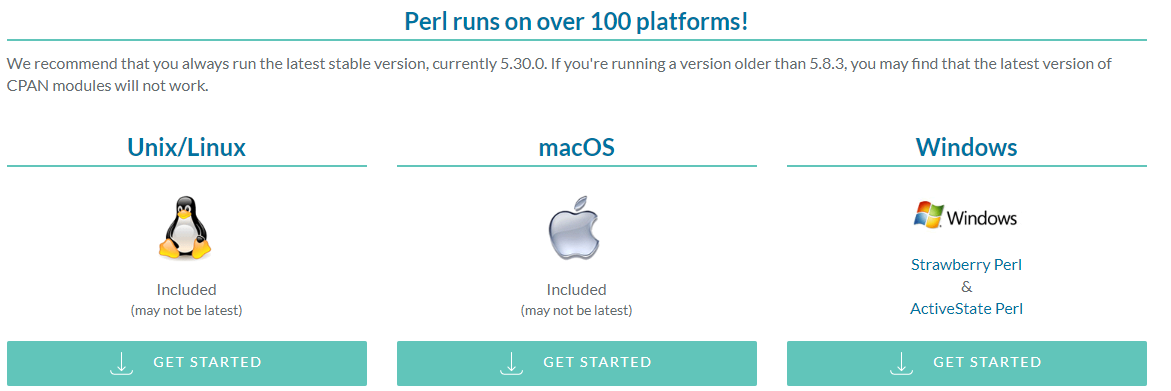 Perl runs on over 100 platforms!
We recommend that you always run the latest stable version, currently 5.30.0. If you're running a version older than 5.8.3, you may find that the latest version of
CPAN modules will not work.
Unix/Linux
Included
(may not be latest)
GET STARTED
macOS
Included
(may not be latest)
GET STARTED
Windows
Windows
Strawberry Perl
&
ActiveState Perl
GET STARTED